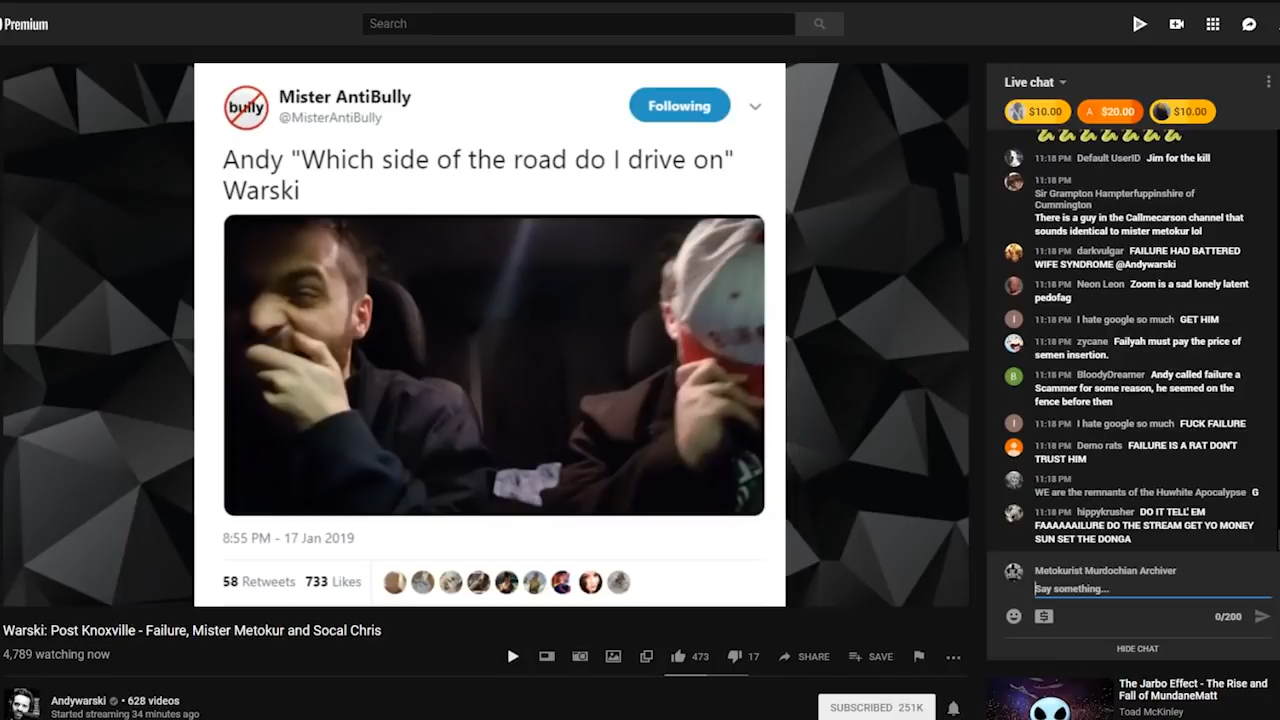 Premium
Search
bully
Mister AntiBully
@MisterAntiBully
Following
Andy "Which side of the road do I drive on"
Warski
8:55 PM - 17 Jan 2019
58 Retweets 733 Likes
Warski: Post Knoxville - Failure, Mister Metokur and Socal Chris
4,789 watching now
473
17
SHARE
SAVE
Andywarski • 628 videos
Started streaming 34 minutes ago
SUBSCRIBED 251K
Live chat
$10.00
A $20.00
$10.00
11:18 PM Default UserID Jim for the kill
11:18 PM
Sir Grampton Hampterfuppinshire of
Cummington
There is a guy in the Callmecarson channel that
sounds identical to mister metokur lol
11:18 PM darkvulgar FAILURE HAD BATTERED
WIFE SYNDROME @Andywarski
11:18 PM Neon Leon Zoom is a sad lonely latent
pedofag
I
11:18 PM I hate google so much GET HIM
11:18 PM zycane Failyah must pay the price of
semen insertion.
B
11:18 PM BloodyDreamer Andy called failure a
Scammer for some reason, he seemed on the
fence before then
I
11:18 PM I hate google so much FUCK FAILURE
11:18 PM Demo rats FAILURE IS A RAT DON'T
TRUST HIM
11:18 PM
WE are the remnants of the Huwhite Apocalypse G
11:18 PM hippykrusher DO IT TELL' EM
FAAAAAILURE DO THE STREAM GET YO MONEY
SUN SET THE DONGA
Metokurist Murdochian Archiver
Say something...
0/200
HIDE CHAT
The Jarbo Effect - The Rise and
Fall of MundaneMatt
Toad McKinley